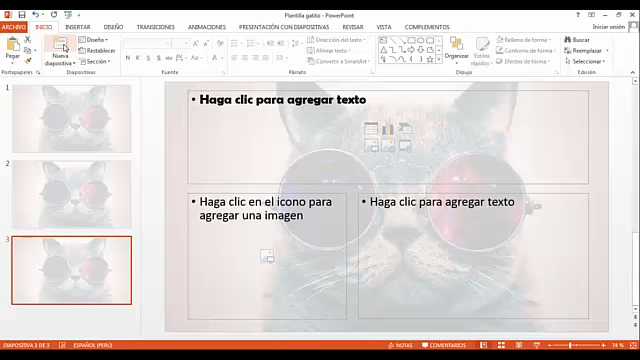 Plantilla gatito - PowerPoint
ARCHIVO INICIO INSERTAR DISEÑO TRANSICIONES ANIMACIONES PRESENTACIÓN CON DIAPOSITIVAS REVISAR VISTA COMPLEMENTOS
Iniciar sesión
Pegar
Nueva diapositiva
Diseño
Restablecer
Sección
Dirección del texto
Alinear texto
Convertir a SmartArt
Organizar
Estilos rápidos
Relleno de forma
Contorno de forma
Efectos de forma
Buscar
Reemplazar
Seleccionar
Portapapeles
Diapositivas
Fuente
Párrafo
Dibujo
Edición
1
2
3
• Haga clic para agregar texto
• Haga clic en el icono para
agregar una imagen
• Haga clic para agregar texto
DIAPOSITIVA 3 DE 3
ESPAÑOL (PERÚ)
NOTAS
COMENTARIOS
74 %